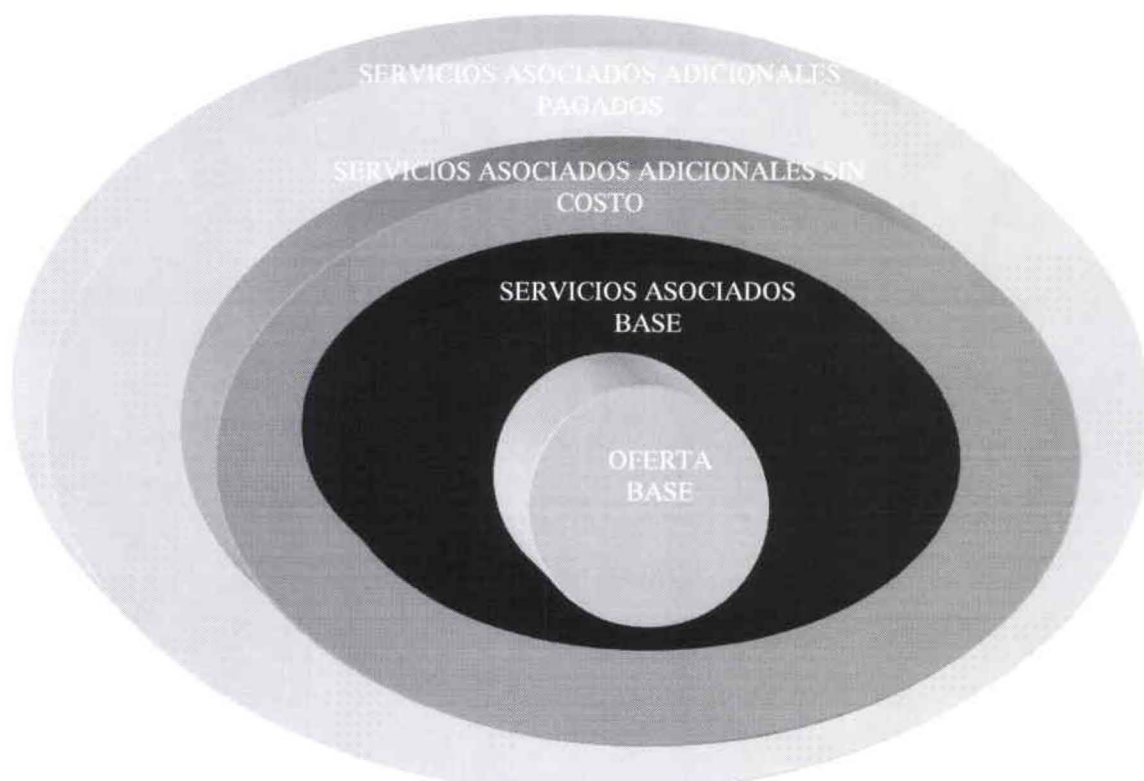 SERVICIOS ASOCIADOS ADICIONALES
PAGADOS
SERVICIOS ASOCIADOS ADICIONALES SIN
COSTO
SERVICIOS ASOCIADOS
BASE
OFERTA
BASE